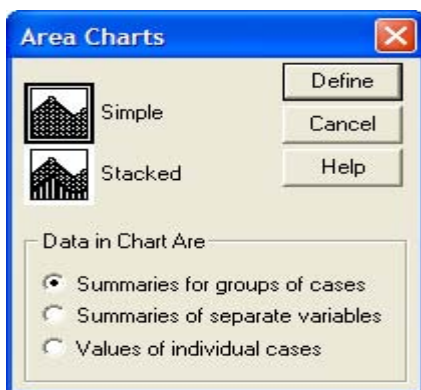 Area Charts
Define
Simple
Cancel
Stacked
Help
Data in Chart Are
Summaries for groups of cases
Summaries of separate variables
Values of individual cases